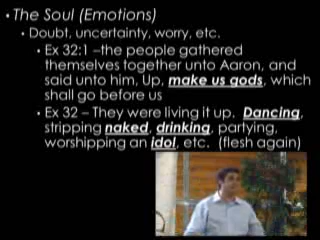 • The Soul (Emotions)
• Doubt, uncertainty, worry, etc.
• Ex 32:1 –the people gathered
themselves together unto Aaron, and
said unto him, Up, make us gods, which
shall go before us
• Ex 32 – They were living it up. Dancing,
stripping naked, drinking, partying,
worshipping an idol, etc. (flesh again)